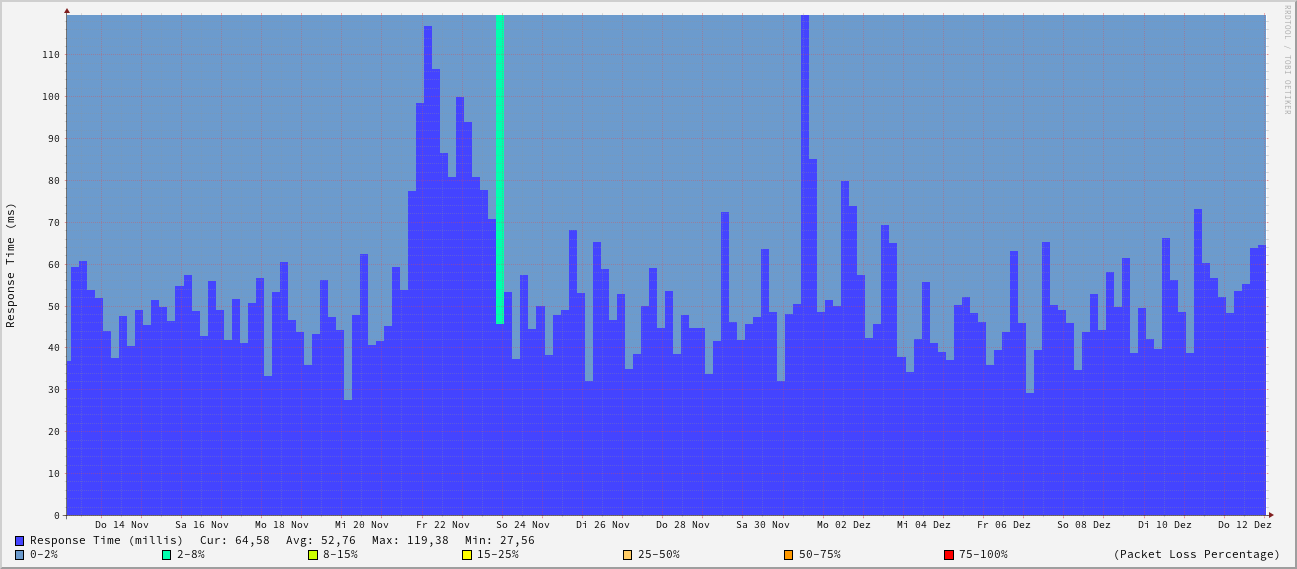 RRDTOOL / TOBI OETIKER
Response Time (ms)
110
100
90
80
70
60
50
40
30
20
10
0
Do 14 Nov Sa 16 Nov Mo 18 Nov Mi 20 Nov Fr 22 Nov So 24 Nov Di 26 Nov Do 28 Nov Sa 30 Nov Mo 02 Dez Mi 04 Dez Fr 06 Dez So 08 Dez Di 10 Dez Do 12 Dez
Response Time (millis) Cur: 64,58 Avg: 52,76 Max: 119,38 Min: 27,56
0-2% 2-8% 8-15% 15-25% 25-50% 50-75% 75-100% (Packet Loss Percentage)